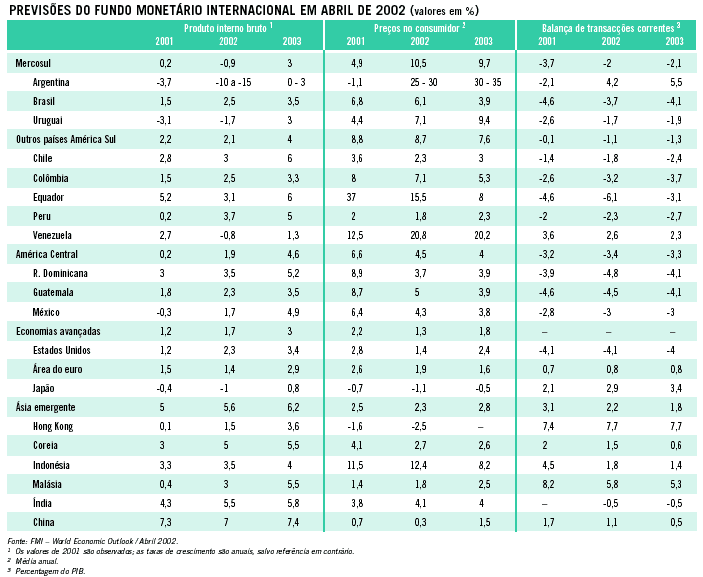 PREVISÕES DO FUNDO MONETÁRIO INTERNACIONAL EM ABRIL DE 2002 (valores em %)
Produto interno bruto 1 Preços no consumidor 2 Balança de transacções correntes 3
2001 2002 2003 2001 2002 2003 2001 2002 2003
Mercosul 0,2 -0,9 3 4,9 10,5 9,7 -3,7 -2 -2,1
Argentina -3,7 -10 a -15 0 - 3 -1,1 25 - 30 30 - 35 -2,1 4,2 5,5
Brasil 1,5 2,5 3,5 6,8 6,1 3,9 -4,6 -3,7 -4,1
Uruguai -3,1 -1,7 3 4,4 7,1 9,4 -2,6 -1,7 -1,9
Outros países América Sul 2,2 2,1 4 8,8 8,7 7,6 -0,1 -1,1 -1,3
Chile 2,8 3 6 3,6 2,3 3 -1,4 -1,8 -2,4
Colômbia 1,5 2,5 3,3 8 7,1 5,3 -2,6 -3,2 -3,7
Equador 5,2 3,1 6 37 15,5 8 -4,6 -6,1 -3,1
Peru 0,2 3,7 5 2 1,8 2,3 -2 -2,3 -2,7
Venezuela 2,7 -0,8 1,3 12,5 20,8 20,2 3,6 2,6 2,3
América Central 0,2 1,9 4,6 6,6 4,5 4 -3,2 -3,4 -3,3
R. Dominicana 3 3,5 5,2 8,9 3,7 3,9 -3,9 -4,8 -4,1
Guatemala 1,8 2,3 3,5 8,7 5 3,9 -4,6 -4,5 -4,1
México -0,3 1,7 4,9 6,4 4,3 3,8 -2,8 -3 -3
Economias avançadas 1,2 1,7 3 2,2 1,3 1,8 – – –
Estados Unidos 1,2 2,3 3,4 2,8 1,4 2,4 -4,1 -4,1 -4
Área do euro 1,5 1,4 2,9 2,6 1,9 1,6 0,7 0,8 0,8
Japão -0,4 -1 0,8 -0,7 -1,1 -0,5 2,1 2,9 3,4
Ásia emergente 5 5,6 6,2 2,5 2,3 2,8 3,1 2,2 1,8
Hong Kong 0,1 1,5 3,6 -1,6 -2,5 – 7,4 7,7 7,7
Coreia 3 5 5,5 4,1 2,7 2,6 2 1,5 0,6
Indonésia 3,3 3,5 4 11,5 12,4 8,2 4,5 1,8 1,4
Malásia 0,4 3 5,5 1,4 1,8 2,5 8,2 5,8 5,3
Índia 4,3 5,5 5,8 3,8 4,1 4 – -0,5 -0,5
China 7,3 7 7,4 0,7 0,3 1,5 1,7 1,1 0,5
Fonte: FMI – World Economic Outlook / Abril 2002.
1 Os valores de 2001 são observados; as taxas de crescimento são anuais, salvo referência em contrário.
2 Média anual.
3 Percentagem do PIB.